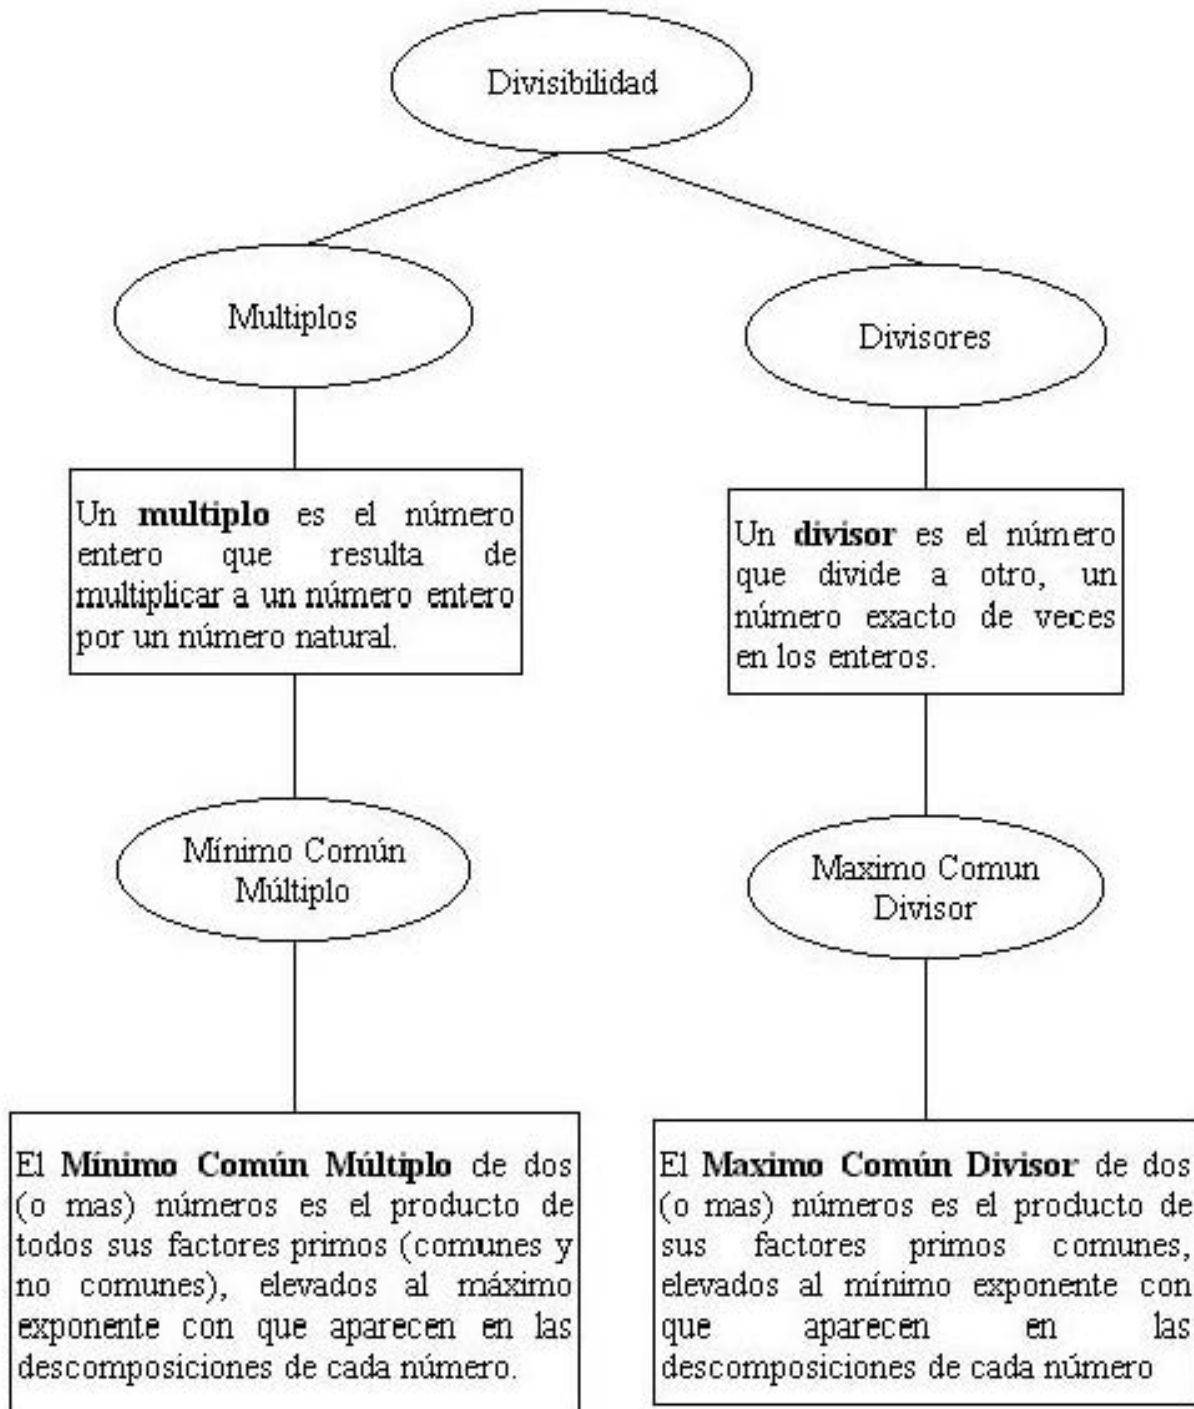 Divisibilidad
Multiplos
Divisores
Un multiplo es el número
entero que resulta de
multiplicar a un número entero
por un número natural.
Un divisor es el número
que divide a otro, un
número exacto de veces
en los enteros.
Mínimo Común
Múltiplo
Maximo Comun
Divisor
El Mínimo Común Múltiplo de dos
(o mas) números es el producto de
todos sus factores primos (comunes y
no comunes), elevados al máximo
exponente con que aparecen en las
descomposiciones de cada número.
El Maximo Común Divisor de dos
(o mas) números es el producto de
sus factores primos comunes,
elevados al mínimo exponente con
que aparecen en las
descomposiciones de cada número